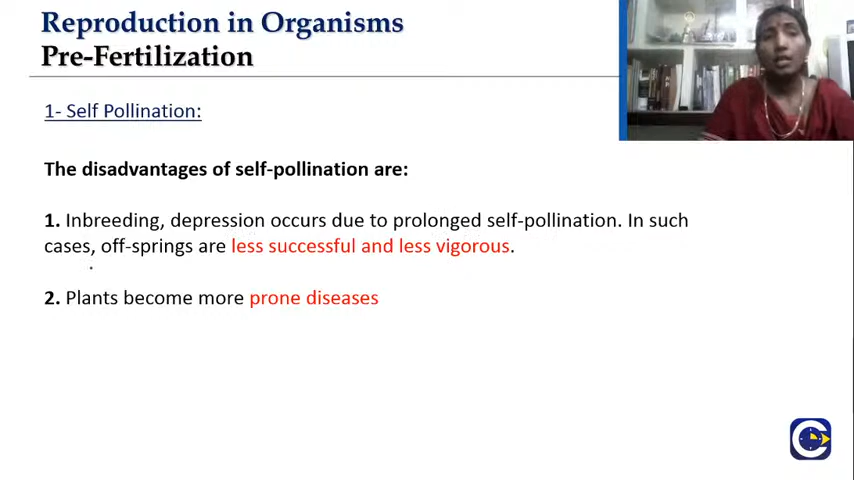 Reproduction in Organisms
Pre-Fertilization
1- Self Pollination:
The disadvantages of self-pollination are:
1. Inbreeding, depression occurs due to prolonged self-pollination. In such
cases, off-springs are less successful and less vigorous.
2. Plants become more prone diseases